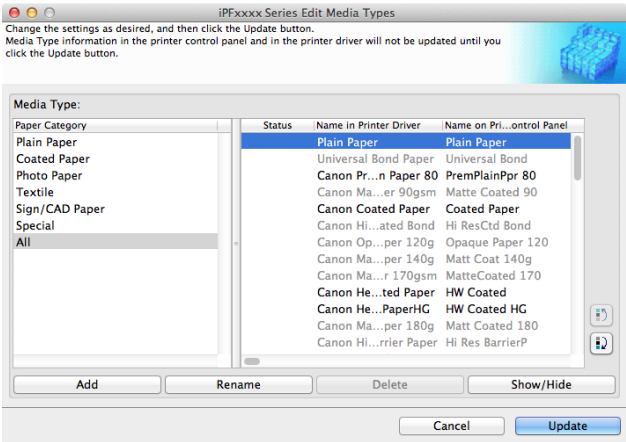 iPFxxxx Series Edit Media Types
Change the settings as desired, and then click the Update button.
Media Type information in the printer control panel and in the printer driver will not be updated until you
click the Update button.
Media Type:
Paper Category Status Name in Printer Driver Name on Pri...ontrol Panel
Plain Paper Plain Paper Plain Paper
Coated Paper Universal Bond Paper Universal Bond
Photo Paper Canon Pr...n Paper 80 PremPlainPpr 80
Textile Canon Ma...er 90gsm Matte Coated 90
Sign/CAD Paper Canon Coated Paper Coated Paper
Special Canon Hi...ated Bond Hi ResCtd Bond
All Canon Op...per 120g Opaque Paper 120
Canon Ma...per 140g Matt Coat 140g
Canon Ma...r 170gsm MatteCoated 170
Canon He...ted Paper HW Coated
Canon He...PaperHG HW Coated HG
Canon Ma...per 180g Matt Coated 180
Canon Hi...rrier Paper Hi Res BarrierP
Add Rename Delete Show/Hide
Cancel Update